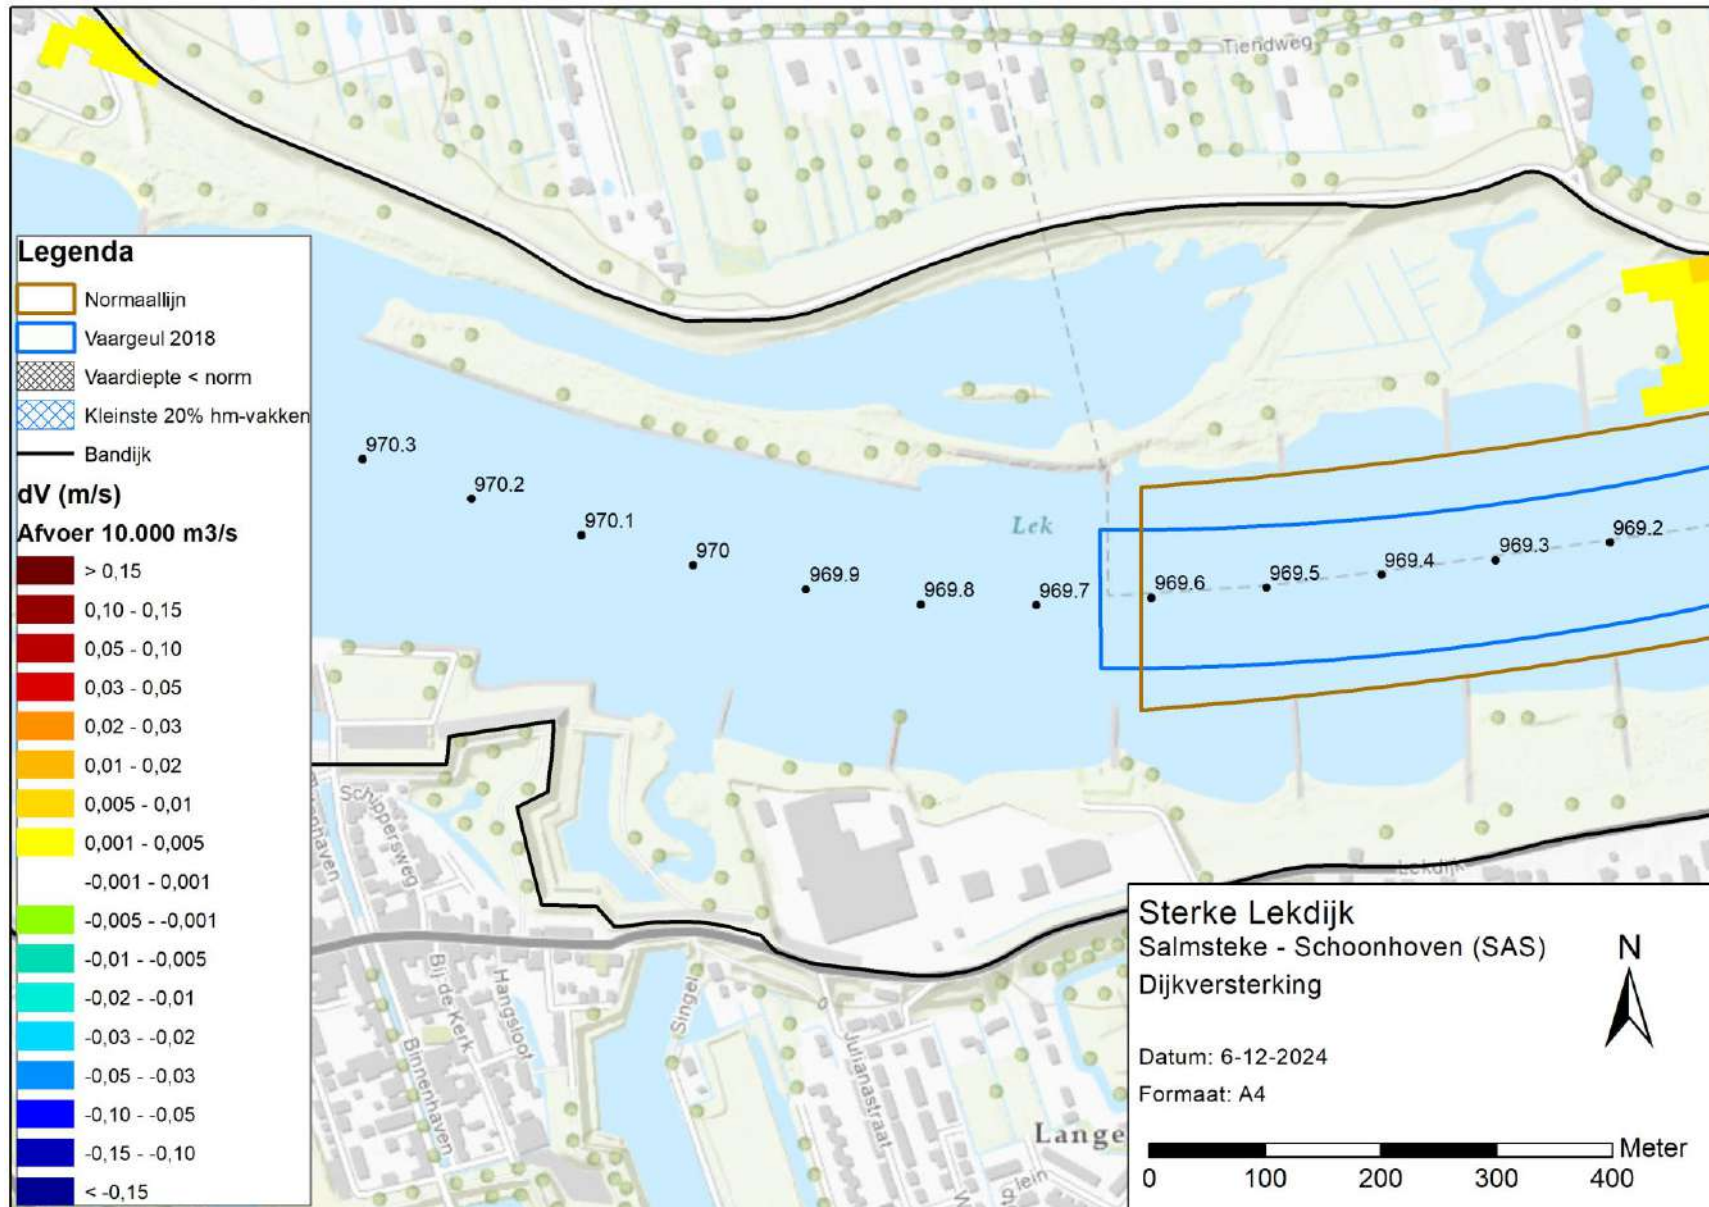 Tiendweg
Legenda
Normaallijn
Vaargeul 2018
Vaardiepte < norm
Kleinste 20% hm-vakken
Bandijk
dV (m/s)
Afvoer 10.000 m3/s
> 0,15
0,10 - 0,15
0,05 - 0,10
0,03 - 0,05
0,02 - 0,03
0,01 - 0,02
0,005 - 0,01
0,001 - 0,005
-0,001 - 0,001
-0,005 - -0,001
-0,01 - -0,005
-0,02 - -0,01
-0,03 - -0,02
-0,05 - -0,03
-0,10 - -0,05
-0,15 - -0,10
< -0,15
970.3
970.2
970.1
970
969.9
969.8
969.7
969.6
969.5
969.4
969.3
969.2
Lek
Schippersweg
Bij de Kerk
Hangsloot
Binnenhaven
Singel
Julianastraat
Lekdijk
Lange
Sterke Lekdijk
Salmsteke - Schoonhoven (SAS)
Dijkversterking
N
Datum: 6-12-2024
Formaat: A4
Meter
0 100 200 300 400